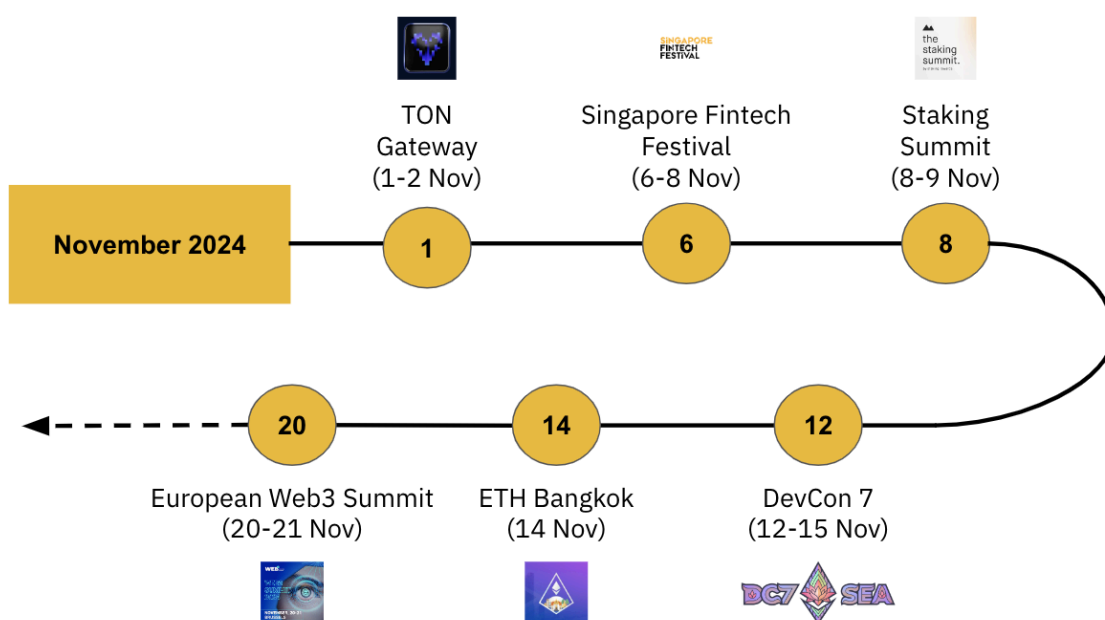 SINGAPORE
FINTECH
FESTIVAL
the
staking
summit.
TON
Gateway
(1-2 Nov)
Singapore Fintech
Festival
(6-8 Nov)
Staking
Summit
(8-9 Nov)
November 2024
1
6
8
20
14
12
European Web3 Summit
(20-21 Nov)
ETH Bangkok
(14 Nov)
DevCon 7
(12-15 Nov)
DC7 SEA